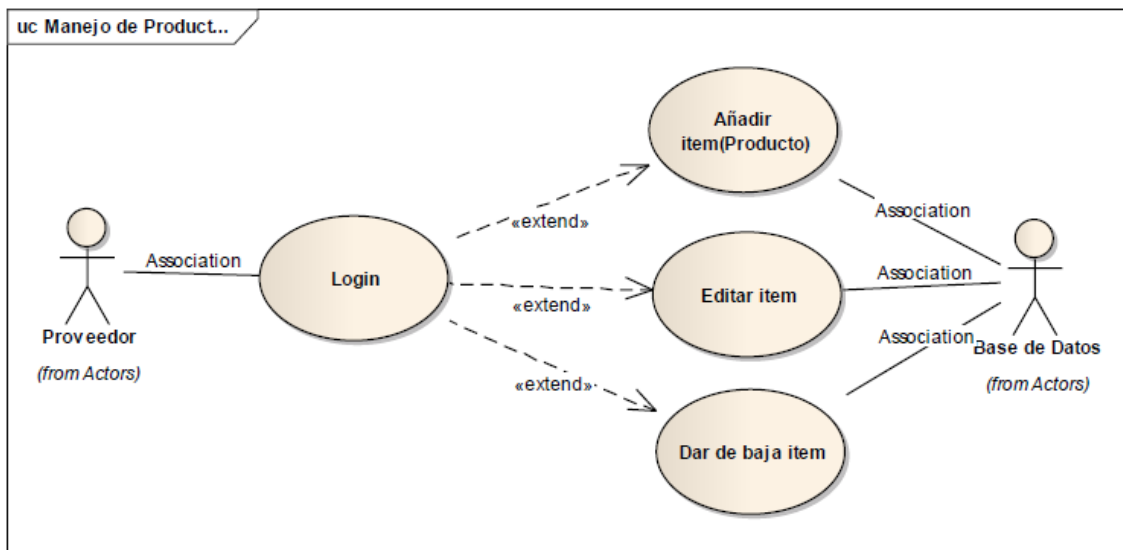 uc Manejo de Product...
Añadir
item(Producto)
«extend»
Association
Association
Login
Proveedor
(from Actors)
«extend»
Editar item
Association
Base de Datos
(from Actors)
«extend»
Association
Dar de baja item